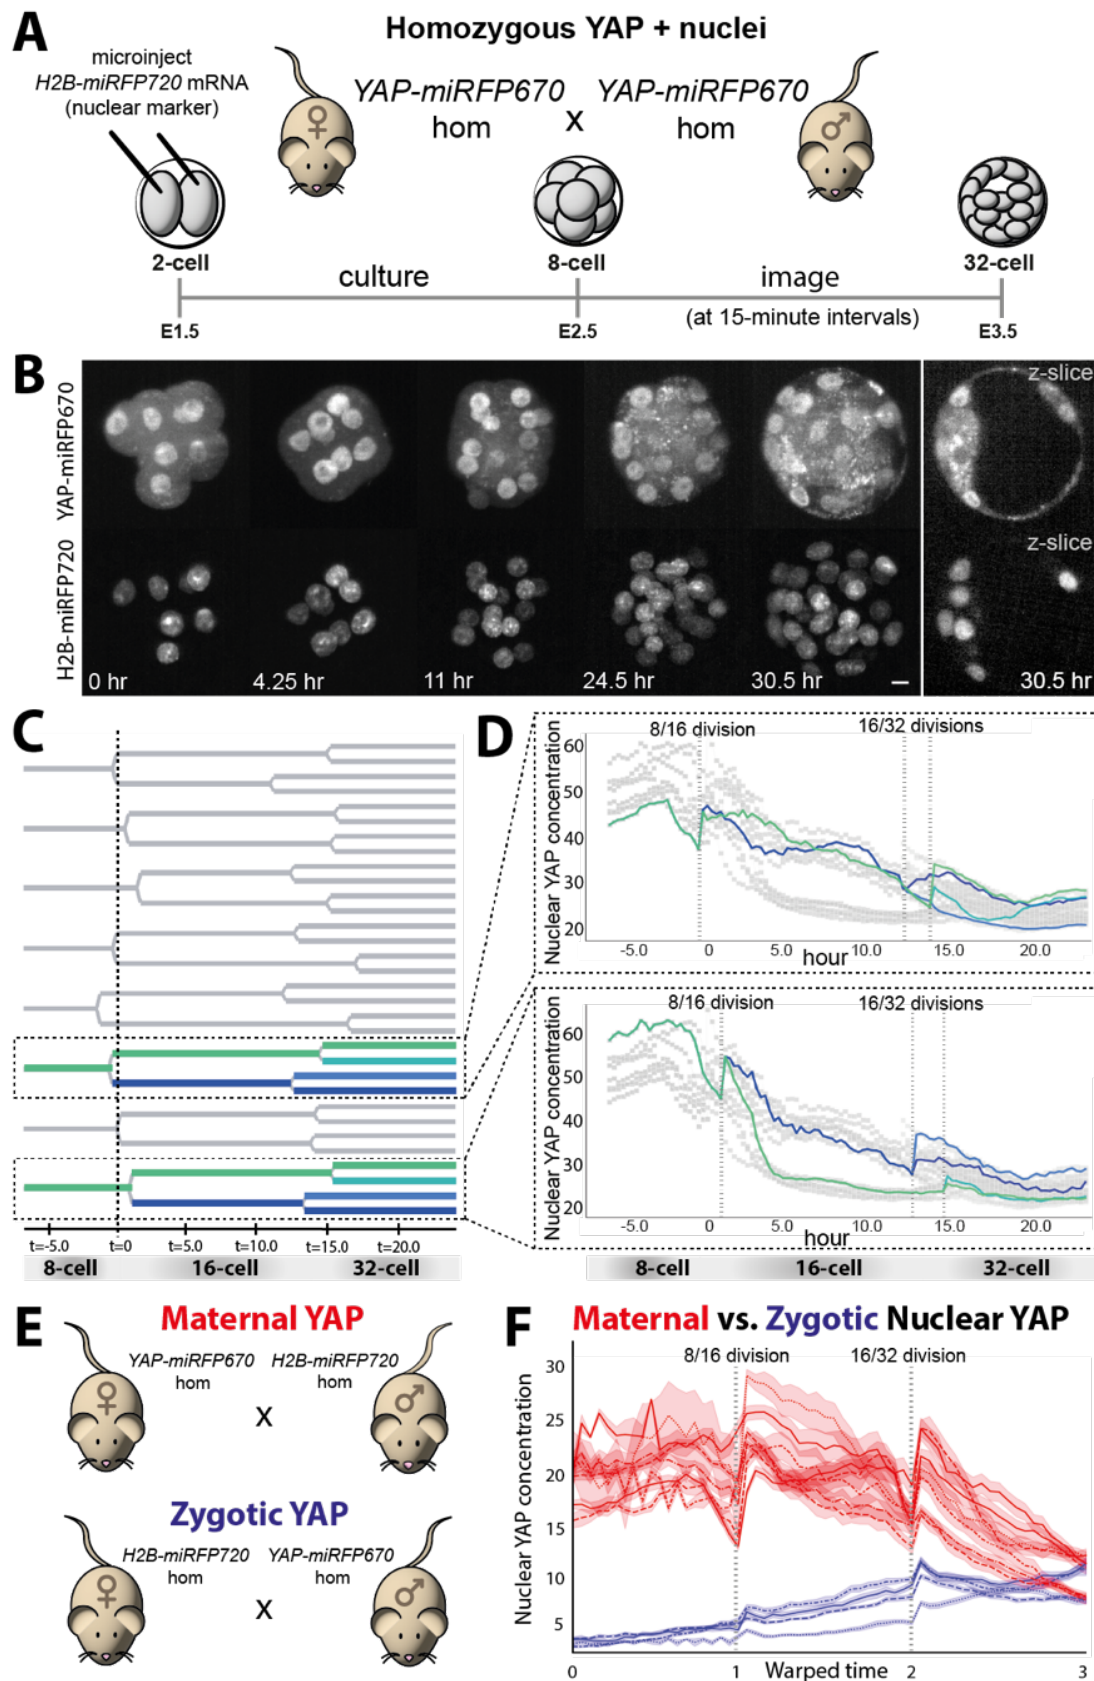 A
Homozygous YAP + nuclei
microinject
H2B-miRFP720 mRNA
(nuclear marker)
YAP-miRFP670
hom
X
YAP-miRFP670
hom
♀
♂
2-cell
8-cell
32-cell
culture
image
(at 15-minute intervals)
E1.5
E2.5
E3.5
B
YAP-miRFP670
H2B-miRFP720
z-slice
z-slice
0 hr
4.25 hr
11 hr
24.5 hr
30.5 hr
30.5 hr
C
t=-5.0
t=0
t=5.0
t=10.0
t=15.0
t=20.0
8-cell
16-cell
32-cell
D
8/16 division
16/32 divisions
Nuclear YAP concentration
60
50
40
30
20
-5.0
0
5.0
10.0
15.0
20.0
hour
8/16 division
16/32 divisions
Nuclear YAP concentration
60
50
40
30
20
-5.0
0
5.0
10.0
15.0
20.0
hour
8-cell
16-cell
32-cell
E
Maternal YAP
YAP-miRFP670
hom
H2B-miRFP720
hom
♀
X
♂
Zygotic YAP
H2B-miRFP720
hom
YAP-miRFP670
hom
♀
X
♂
F
Maternal vs. Zygotic Nuclear YAP
8/16 division
16/32 division
Nuclear YAP concentration
30
25
20
15
10
5
0
1
Warped time
2
3